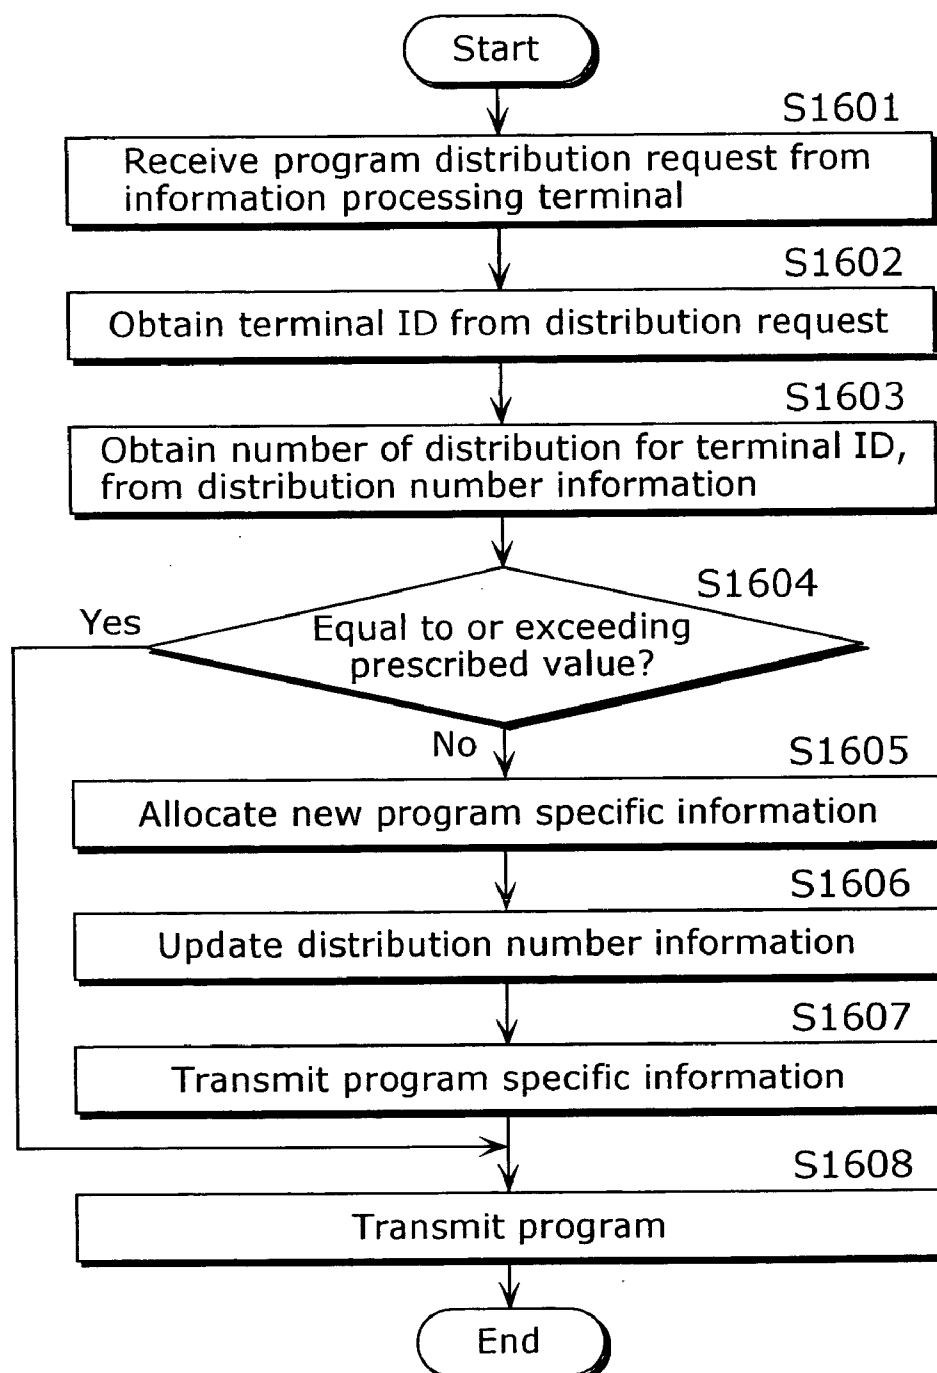 Start
S1601
Receive program distribution request from
information processing terminal
S1602
Obtain terminal ID from distribution request
S1603
Obtain number of distribution for terminal ID,
from distribution number information
S1604
Yes
Equal to or exceeding
prescribed value?
No
S1605
Allocate new program specific information
S1606
Update distribution number information
S1607
Transmit program specific information
S1608
Transmit program
End